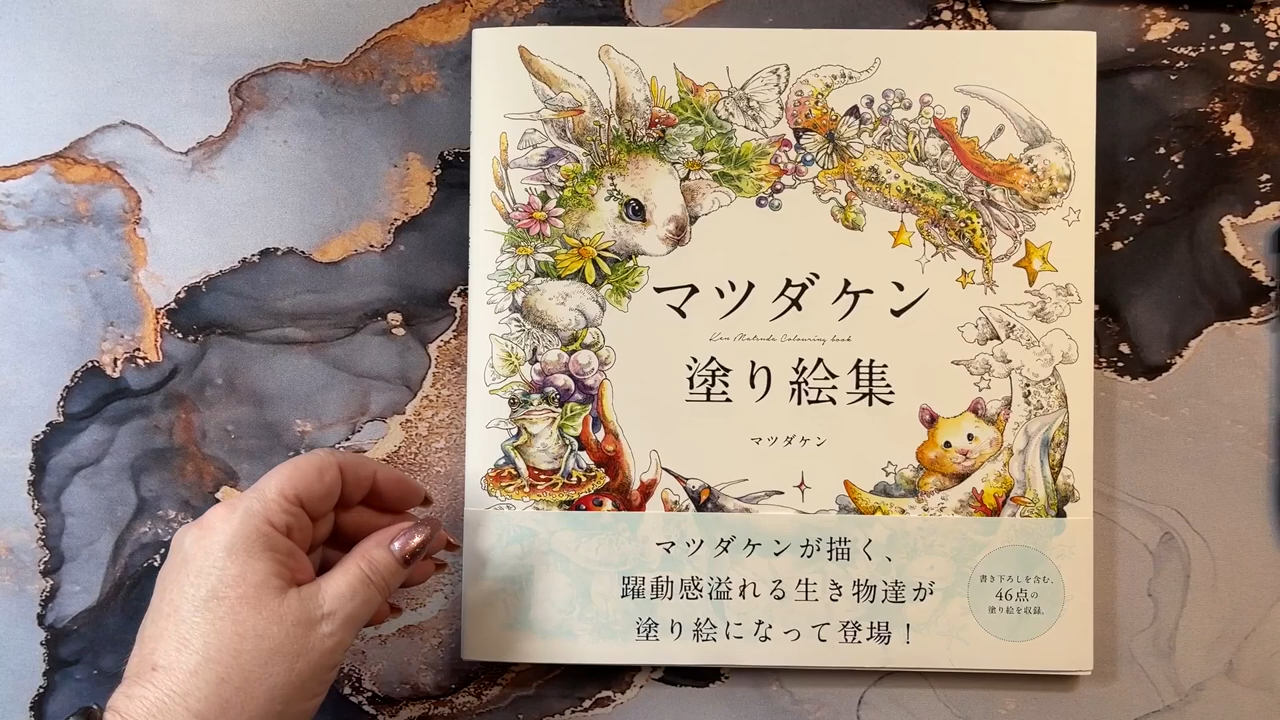 マツダケン
Ken Matsuda Colouring book
塗り絵集
マツダケン
マツダケンが描く、
躍動感溢れる生き物達が
塗り絵になって登場！
書き下ろしを含む、
46点の
塗り絵を収録。